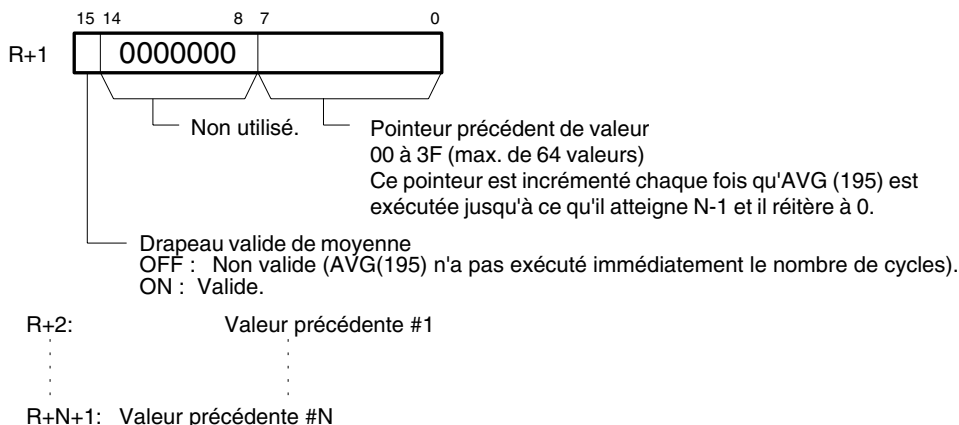 15 14 8 7 0
R+1 0000000
Non utilisé. Pointeur précédent de valeur
00 à 3F (max. de 64 valeurs)
Ce pointeur est incrémenté chaque fois qu'AVG (195) est
exécutée jusqu'à ce qu'il atteigne N-1 et il réitère à 0.
Drapeau valide de moyenne
OFF : Non valide (AVG(195) n'a pas exécuté immédiatement le nombre de cycles).
ON : Valide.
R+2: Valeur précédente #1
R+N+1: Valeur précédente #N